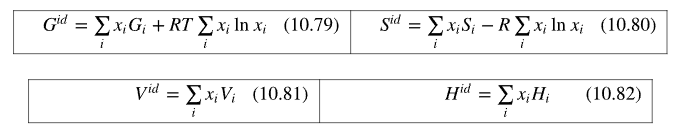 G^{id} = \sum_i x_i G_i + RT \sum_i x_i \ln x_i (10.79) S^{id} = \sum_i x_i S_i − R \sum_i x_i \ln x_i (10.80)
V^{id} = \sum_i x_i V_i (10.81) H^{id} = \sum_i x_i H_i (10.82)